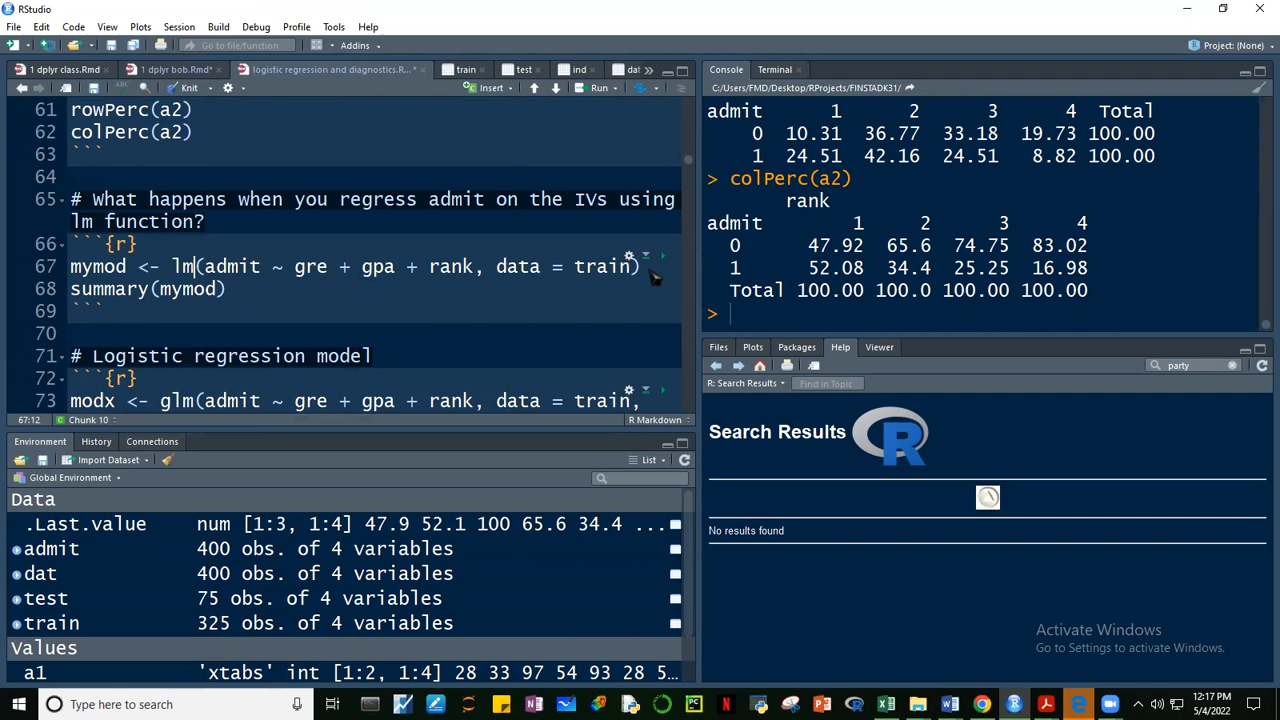 RStudio
File Edit Code View Plots Session Build Debug Profile Tools Help
Go to file/function Addins Project: (None)
1 dplyr class.Rmd 1 dplyr bob.Rmd* logistic regression and diagnostics.R...* train test ind dat
Knit Insert Run
61 rowPerc(a2)
62 colPerc(a2)
63 ```
64
65 # What happens when you regress admit on the IVs using
lm function?
66 ```{r}
67 mymod <- lm(admit ~ gre + gpa + rank, data = train)
68 summary(mymod)
69 ```
70
71 # Logistic regression model
72 ```{r}
73 modx <- glm(admit ~ gre + gpa + rank, data = train,
67:12 Chunk 10 R Markdown
Environment History Connections
Import Dataset List
Global Environment
Data
.Last.value num [1:3, 1:4] 47.9 52.1 100 65.6 34.4 ...
admit 400 obs. of 4 variables
dat 400 obs. of 4 variables
test 75 obs. of 4 variables
train 325 obs. of 4 variables
Values
a1 'xtabs' int [1:2, 1:4] 28 33 97 54 93 28 5...
Console Terminal
C:/Users/FMD/Desktop/RProjects/FINSTADK31/
admit 1 2 3 4 Total
0 10.31 36.77 33.18 19.73 100.00
1 24.51 42.16 24.51 8.82 100.00
> colPerc(a2)
rank
admit 1 2 3 4
0 47.92 65.6 74.75 83.02
1 52.08 34.4 25.25 16.98
Total 100.00 100.0 100.00 100.00
>
Files Plots Packages Help Viewer
party
R: Search Results Find in Topic
Search Results R
No results found
Activate Windows
Go to Settings to activate Windows.
Type here to search
12:17 PM
5/4/2022